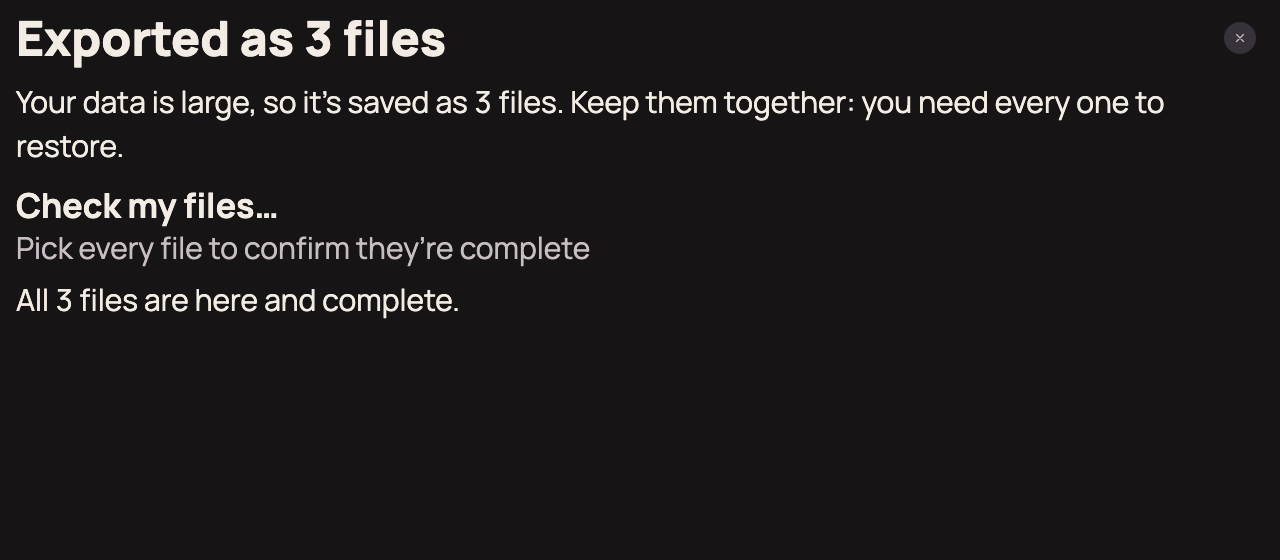 Exported as 3 files
Your data is large, so it’s saved as 3 files. Keep them together: you need every one to
restore.
Check my files…
Pick every file to confirm they’re complete
All 3 files are here and complete.